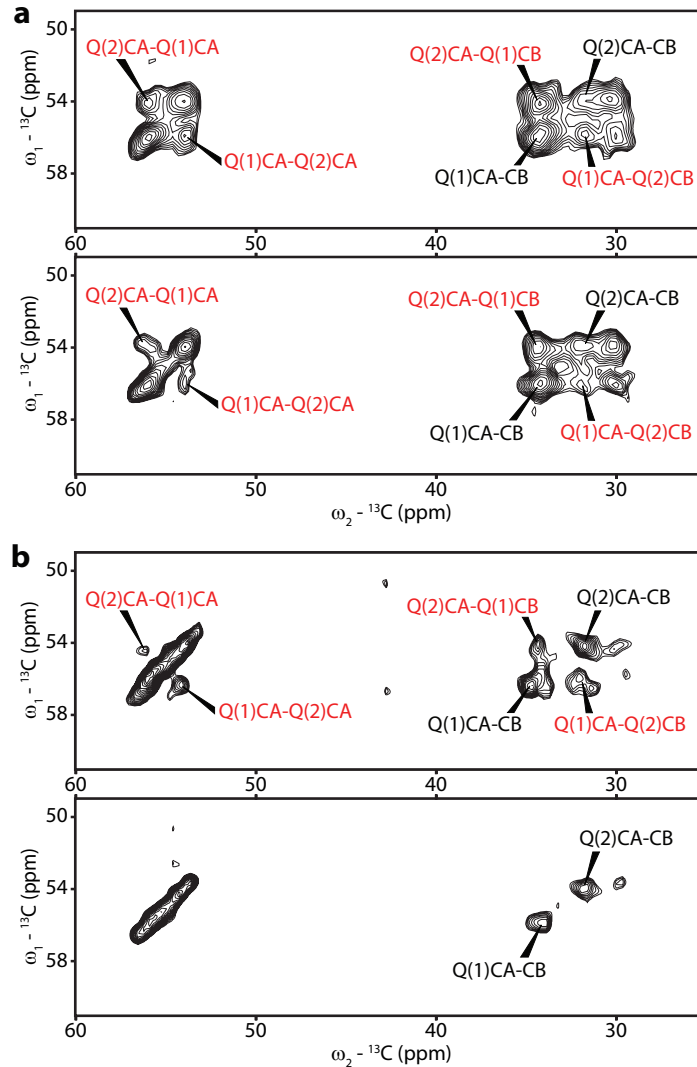 a
50
54
57
ω1 - 13C (ppm)
Q(2)CA-Q(1)CA
Q(1)CA-Q(2)CA
Q(2)CA-Q(1)CB
Q(2)CA-CB
Q(1)CA-CB
Q(1)CA-Q(2)CB
60 50 40 30
50
54
57
ω1 - 13C (ppm)
Q(2)CA-Q(1)CA
Q(1)CA-Q(2)CA
Q(2)CA-Q(1)CB
Q(2)CA-CB
Q(1)CA-CB
Q(1)CA-Q(2)CB
60 50 40 30
ω2 - 13C (ppm)
b
50
54
58
ω1 - 13C (ppm)
Q(2)CA-Q(1)CA
Q(1)CA-Q(2)CA
Q(2)CA-Q(1)CB
Q(2)CA-CB
Q(1)CA-CB
Q(1)CA-Q(2)CB
60 50 40 30
50
54
58
ω1 - 13C (ppm)
Q(2)CA-CB
Q(1)CA-CB
60 50 40 30
ω2 - 13C (ppm)